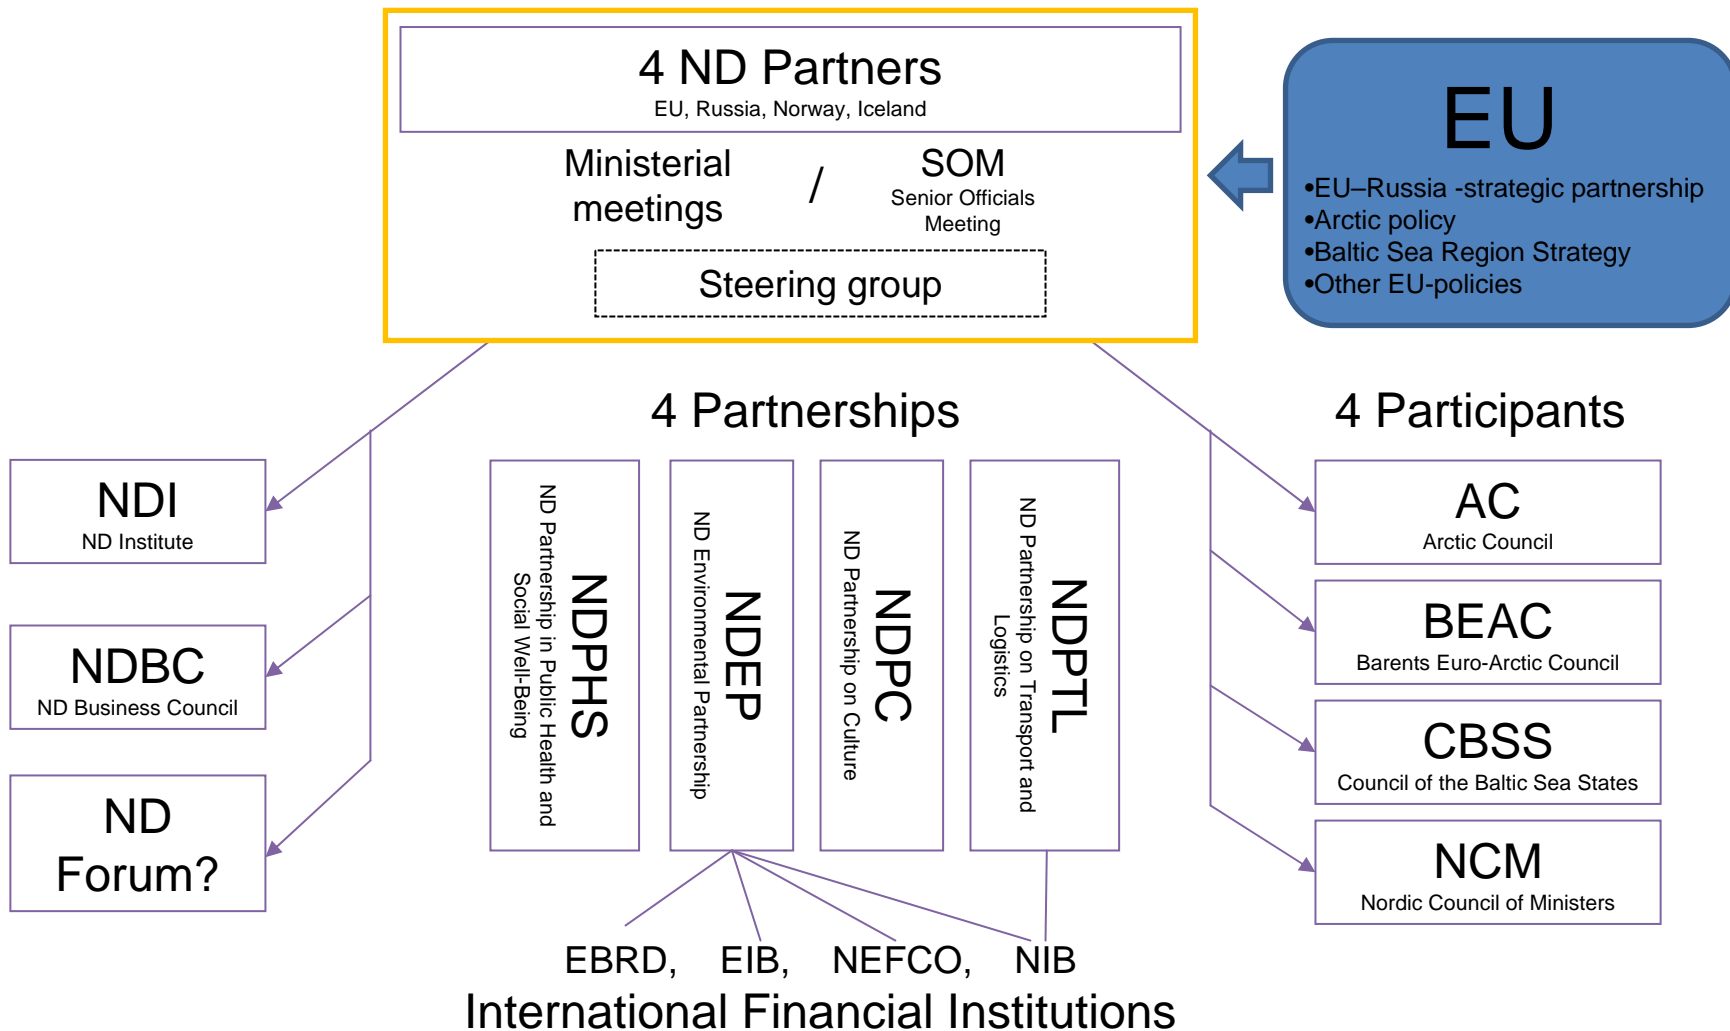 4 ND Partners
EU, Russia, Norway, Iceland
Ministerial
meetings
/
SOM
Senior Officials
Meeting
Steering group
EU
•EU–Russia -strategic partnership
•Arctic policy
•Baltic Sea Region Strategy
•Other EU-policies
4 Partnerships
4 Participants
NDI
ND Institute
NDBC
ND Business Council
ND
Forum?
NDPHS
ND Partnership in Public Health and
Social Well-Being
NDEP
ND Environmental Partnership
NDPC
ND Partnership on Culture
NDPTL
ND Partnership on Transport and
Logistics
AC
Arctic Council
BEAC
Barents Euro-Arctic Council
CBSS
Council of the Baltic Sea States
NCM
Nordic Council of Ministers
EBRD, EIB, NEFCO, NIB
International Financial Institutions